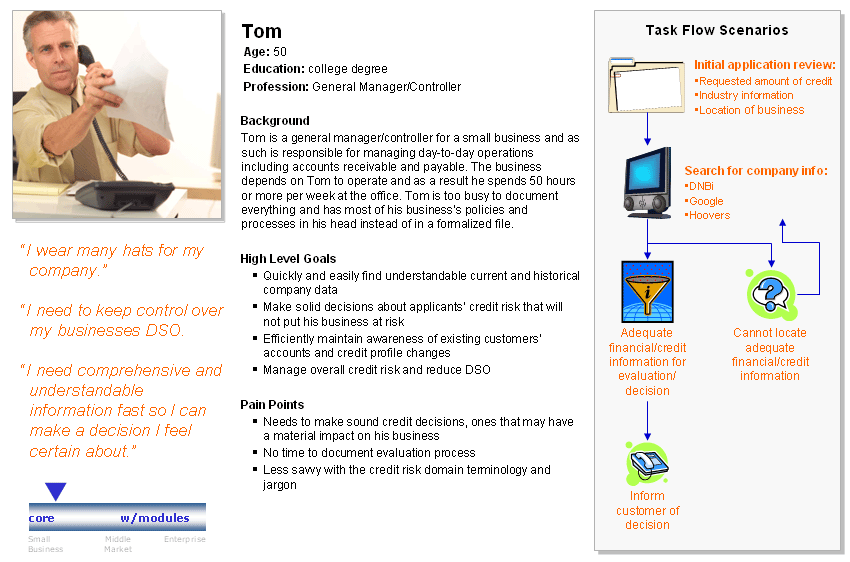 Tom
Age: 50
Education: college degree
Profession: General Manager/Controller
Background
Tom is a general manager/controller for a small business and as
such is responsible for managing day-to-day operations
including accounts receivable and payable. The business
depends on Tom to operate and as a result he spends 50 hours
or more per week at the office. Tom is too busy to document
everything and has most of his business's policies and
processes in his head instead of in a formalized file.
High Level Goals
▪ Quickly and easily find understandable current and historical
company data
▪ Make solid decisions about applicants' credit risk that will
not put his business at risk
▪ Efficiently maintain awareness of existing customers'
accounts and credit profile changes
▪ Manage overall credit risk and reduce DSO
Pain Points
▪ Needs to make sound credit decisions, ones that may have
a material impact on his business
▪ No time to document evaluation process
▪ Less savvy with the credit risk domain terminology and
jargon
“I wear many hats for my
company.”
“I need to keep control over
my businesses DSO.
“I need comprehensive and
understandable
information fast so I can
make a decision I feel
certain about.”
core w/modules
Small Business
Middle Market
Enterprise
Task Flow Scenarios
Initial application review:
▪Requested amount of credit
▪Industry information
▪Location of business
Search for company info:
▪DNBi
▪Google
▪Hoovers
i
Adequate
financial/credit
information for
evaluation/
decision
?
Cannot locate
adequate
financial/credit
information
Inform
customer of
decision